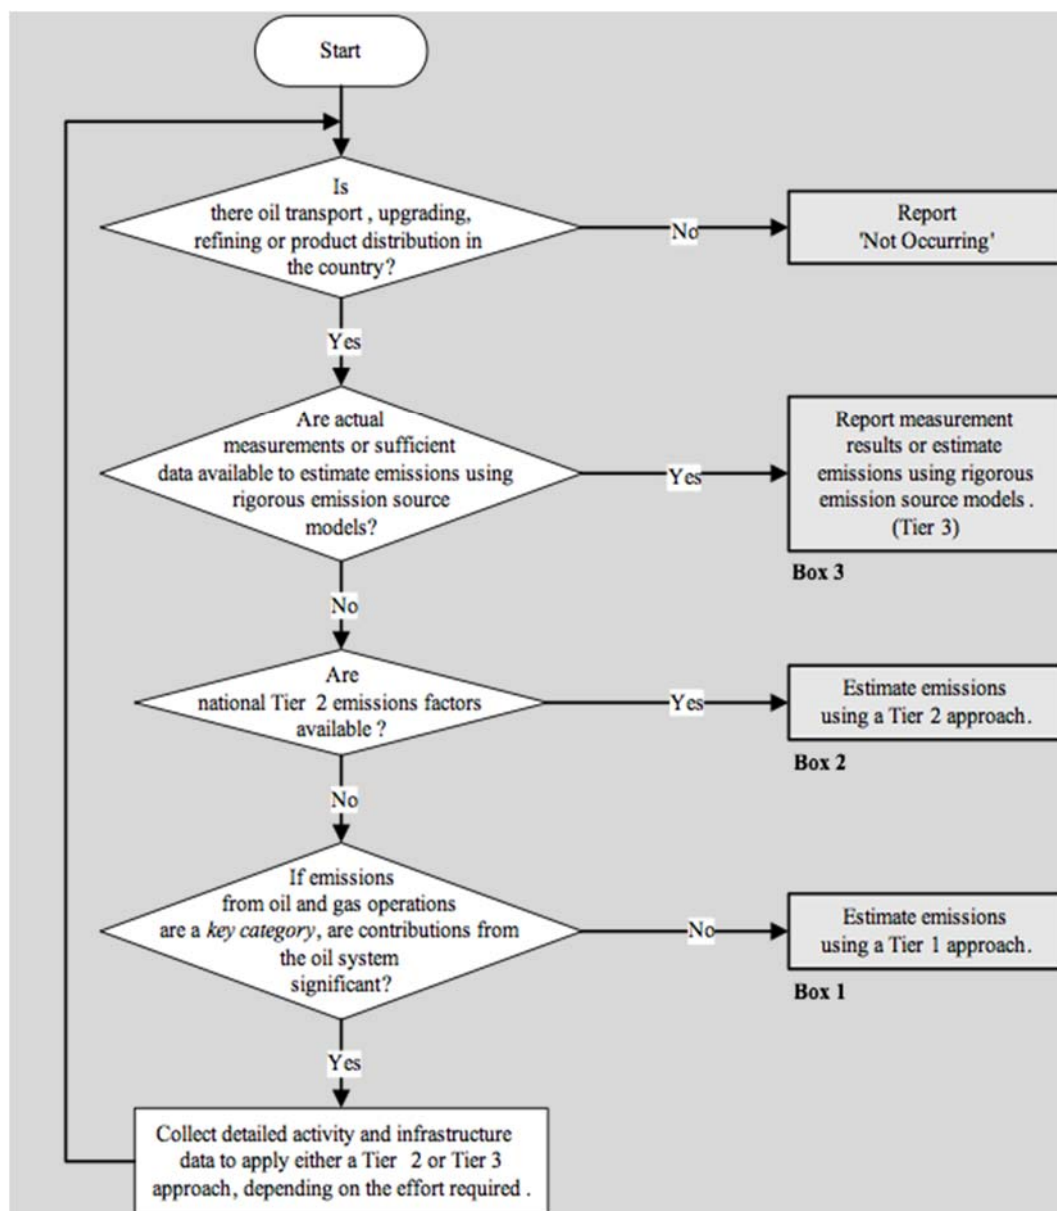 Start
Is
there oil transport , upgrading,
refining or product distribution in
the country?
No
Report
'Not Occurring'
Yes
Are actual
measurements or sufficient
data available to estimate emissions using
rigorous emission source
models?
Yes
Report measurement
results or estimate
emissions using rigorous
emission source models .
(Tier 3)
Box 3
No
Are
national Tier 2 emissions factors
available ?
Yes
Estimate emissions
using a Tier 2 approach.
Box 2
No
If emissions
from oil and gas operations
are a key category, are contributions from
the oil system
significant?
No
Estimate emissions
using a Tier 1 approach.
Box 1
Yes
Collect detailed activity and infrastructure
data to apply either a Tier 2 or Tier 3
approach, depending on the effort required .